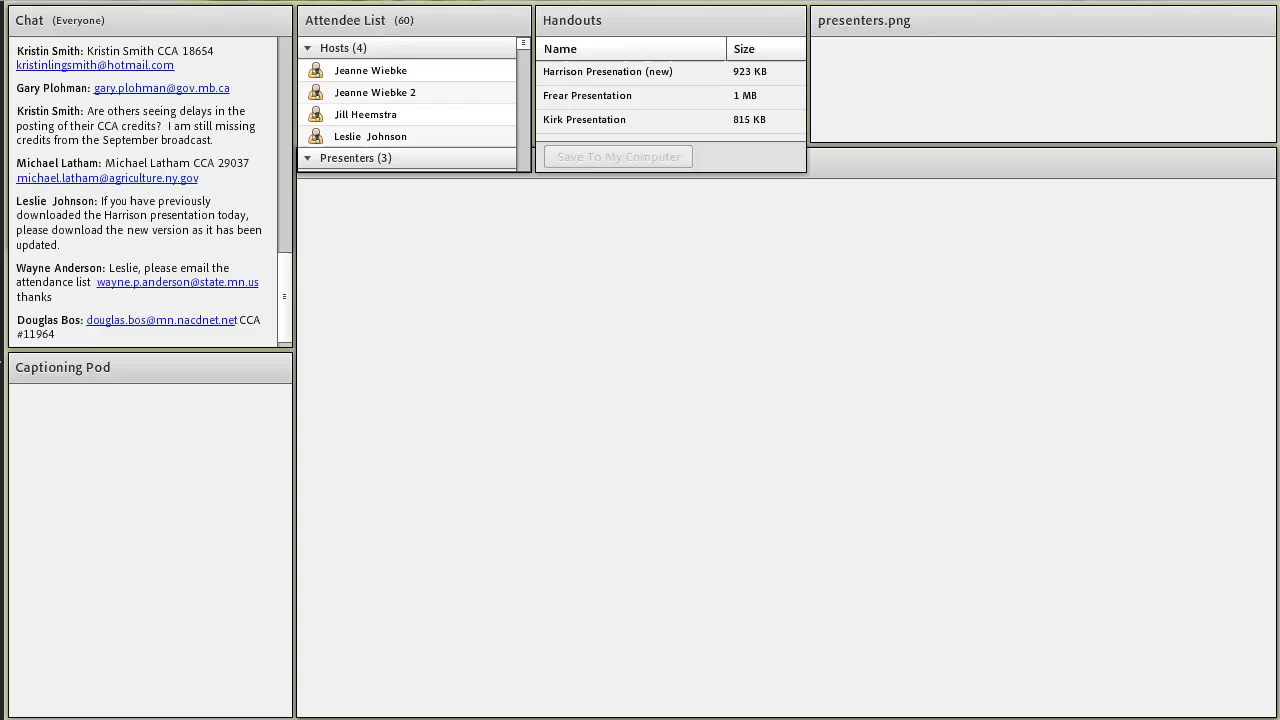 Chat (Everyone)
Kristin Smith: Kristin Smith CCA 18654
kristinlingsmith@hotmail.com
Gary Plohman: gary.plohman@gov.mb.ca
Kristin Smith: Are others seeing delays in the
posting of their CCA credits? I am still missing
credits from the September broadcast.
Michael Latham: Michael Latham CCA 29037
michael.latham@agriculture.ny.gov
Leslie Johnson: If you have previously
downloaded the Harrison presentation today,
please download the new version as it has been
updated.
Wayne Anderson: Leslie, please email the
attendance list wayne.p.anderson@state.mn.us
thanks
Douglas Bos: douglas.bos@mn.nacdnet.net CCA
#11964
Captioning Pod
Attendee List (60)
Hosts (4)
Jeanne Wiebke
Jeanne Wiebke 2
Jill Heemstra
Leslie Johnson
Presenters (3)
Handouts
Name Size
Harrison Presenation (new) 923 KB
Frear Presentation 1 MB
Kirk Presentation 815 KB
Save To My Computer
presenters.png